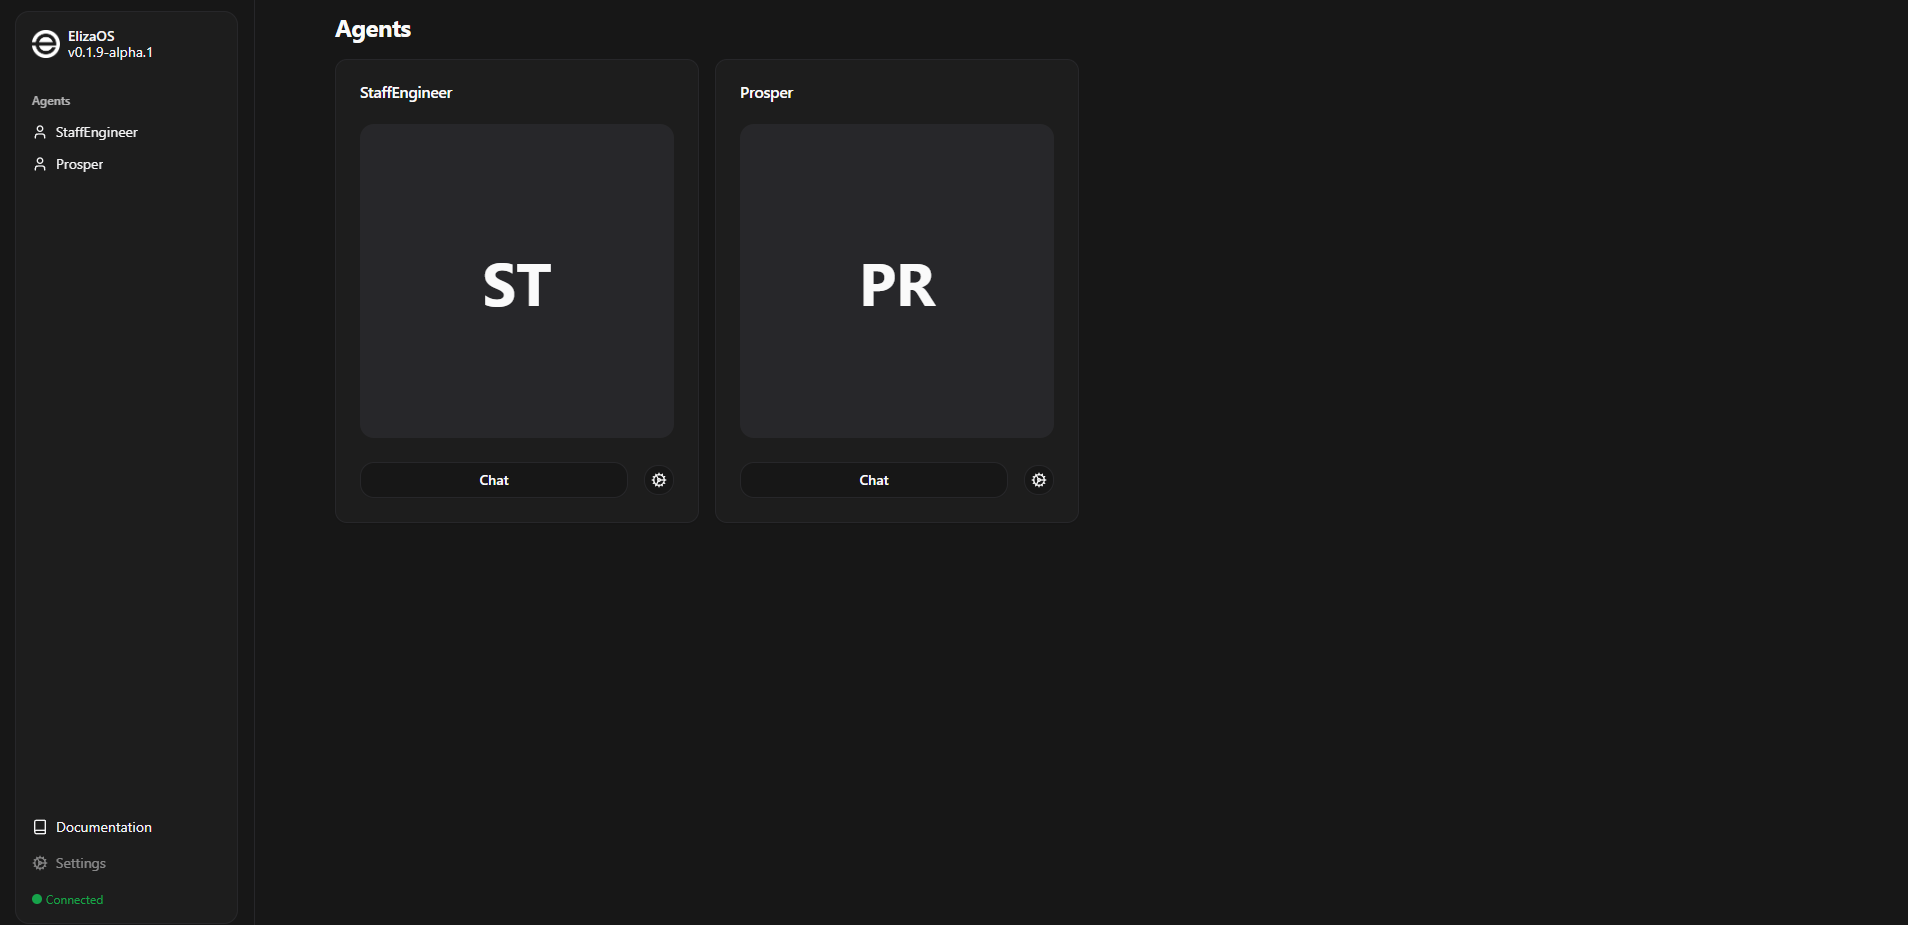 ElizaOS
v0.1.9-alpha.1
Agents
StaffEngineer
Prosper
Documentation
Settings
Connected
Agents
StaffEngineer
ST
Chat
Prosper
PR
Chat